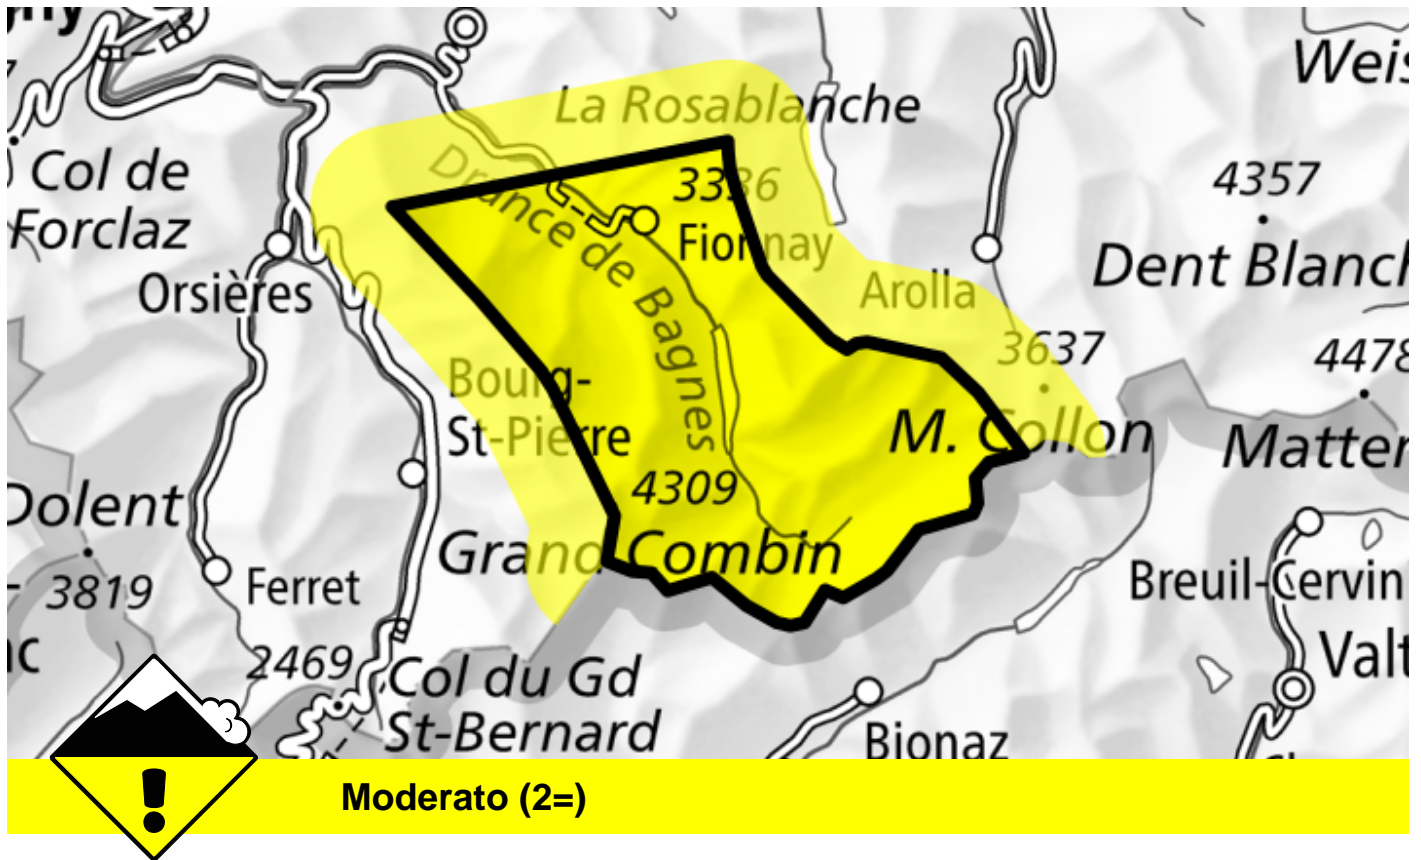 Weis
La Rosablanche
Col de
Forclaz
3336
4357
Drance de Bagnes
Fionnay
Dent Blanch
Orsières
Arolla
3637
4478
Bourg-
St-Pierre
M. Collon
Matter
4309
Dolent
Grand Combin
3819
Ferret
Breuil-Cervin
2469
Valt
Col du Gd
St-Bernard
Bionaz
Moderato (2=)